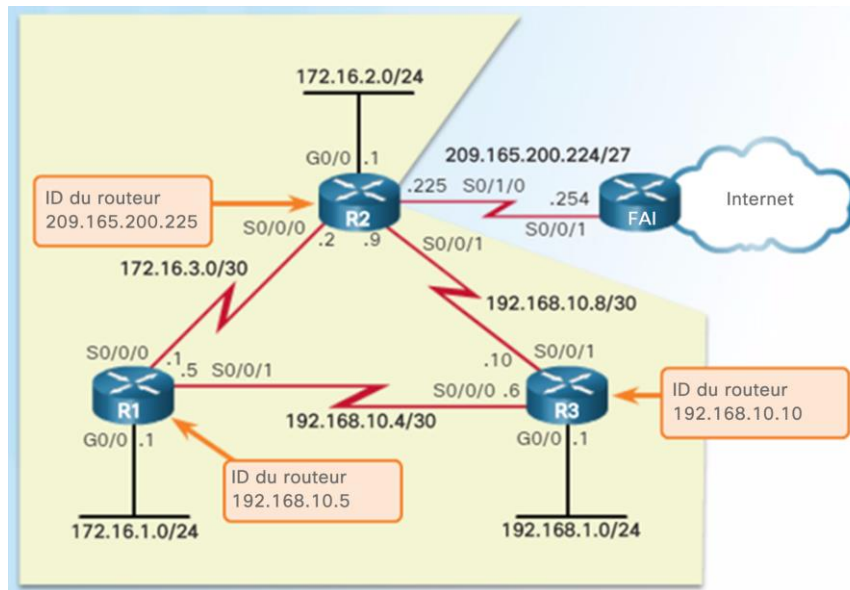 172.16.2.0/24
G0/0 .1
209.165.200.224/27
ID du routeur
209.165.200.225
.225 S0/1/0
.254
Internet
R2
FAI
S0/0/0
.2 .9
S0/0/1
S0/0/1
172.16.3.0/30
192.168.10.8/30
S0/0/0 .1
.10 S0/0/1
.5 S0/0/1
S0/0/0 .6
ID du routeur
192.168.10.10
R1
R3
192.168.10.4/30
G0/0 .1
G0/0 .1
ID du routeur
192.168.10.5
172.16.1.0/24
192.168.1.0/24